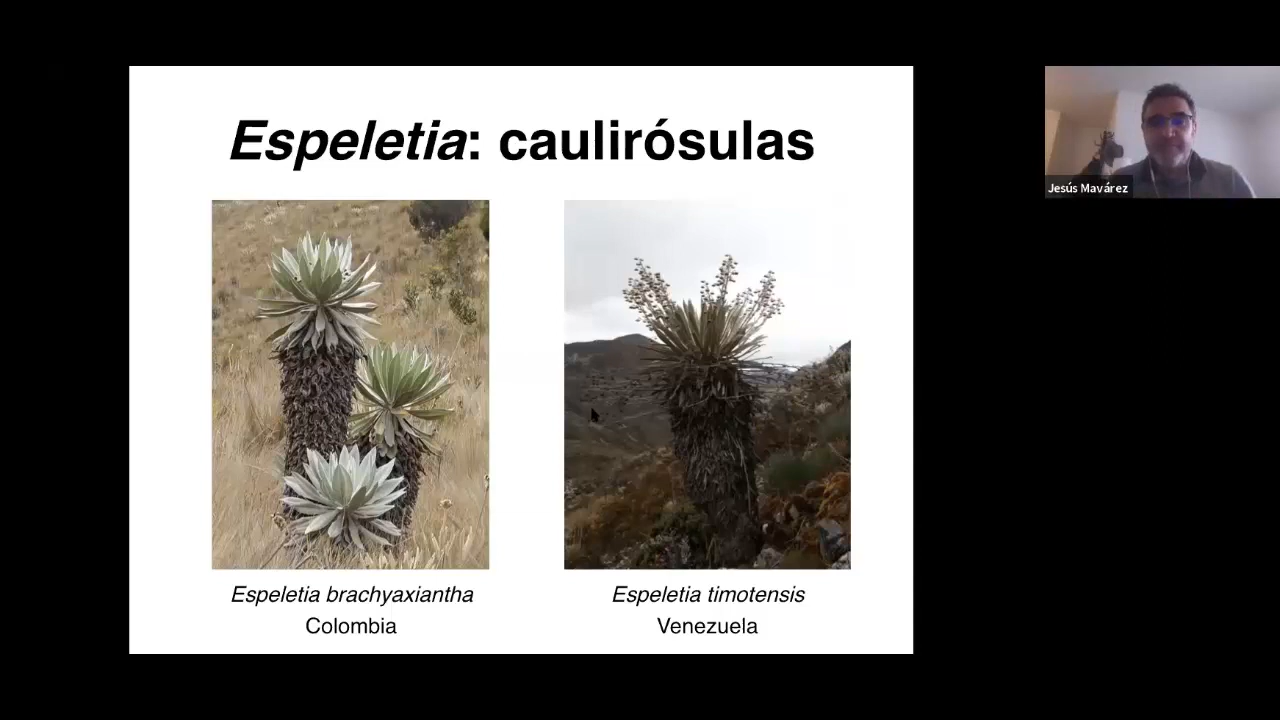 Espeletia: caulirósulas
Jesús Mavárez
Espeletia brachyaxiantha
Colombia
Espeletia timotensis
Venezuela